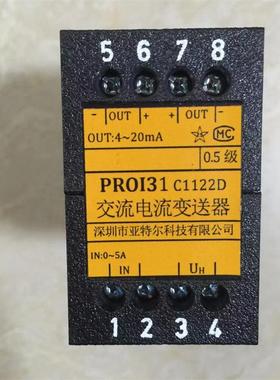 5 6 7 8
- OUT + + OUT -
OUT:4~20mA MC
0.5 级
PROI31 C1122D
交流电流变送器
深圳市亚特尔科技有限公司
IN:0~5A
IN UH
1 2 3 4